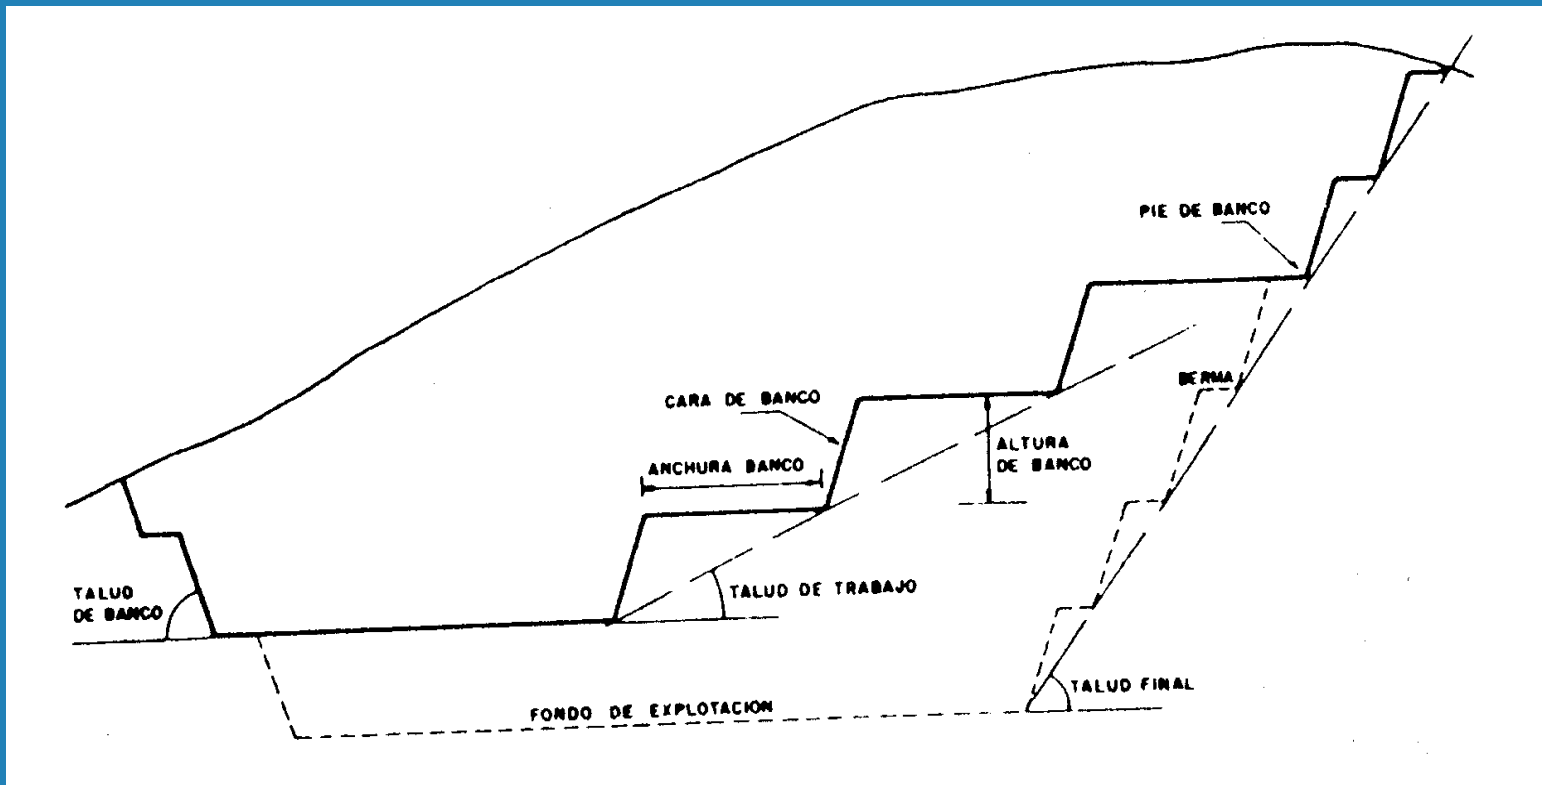 PIE DE BANCO
BERMA
CARA DE BANCO
ALTURA
DE BANCO
ANCHURA BANCO
TALUD
DE BANCO
TALUD DE TRABAJO
TALUD FINAL
FONDO DE EXPLOTACION